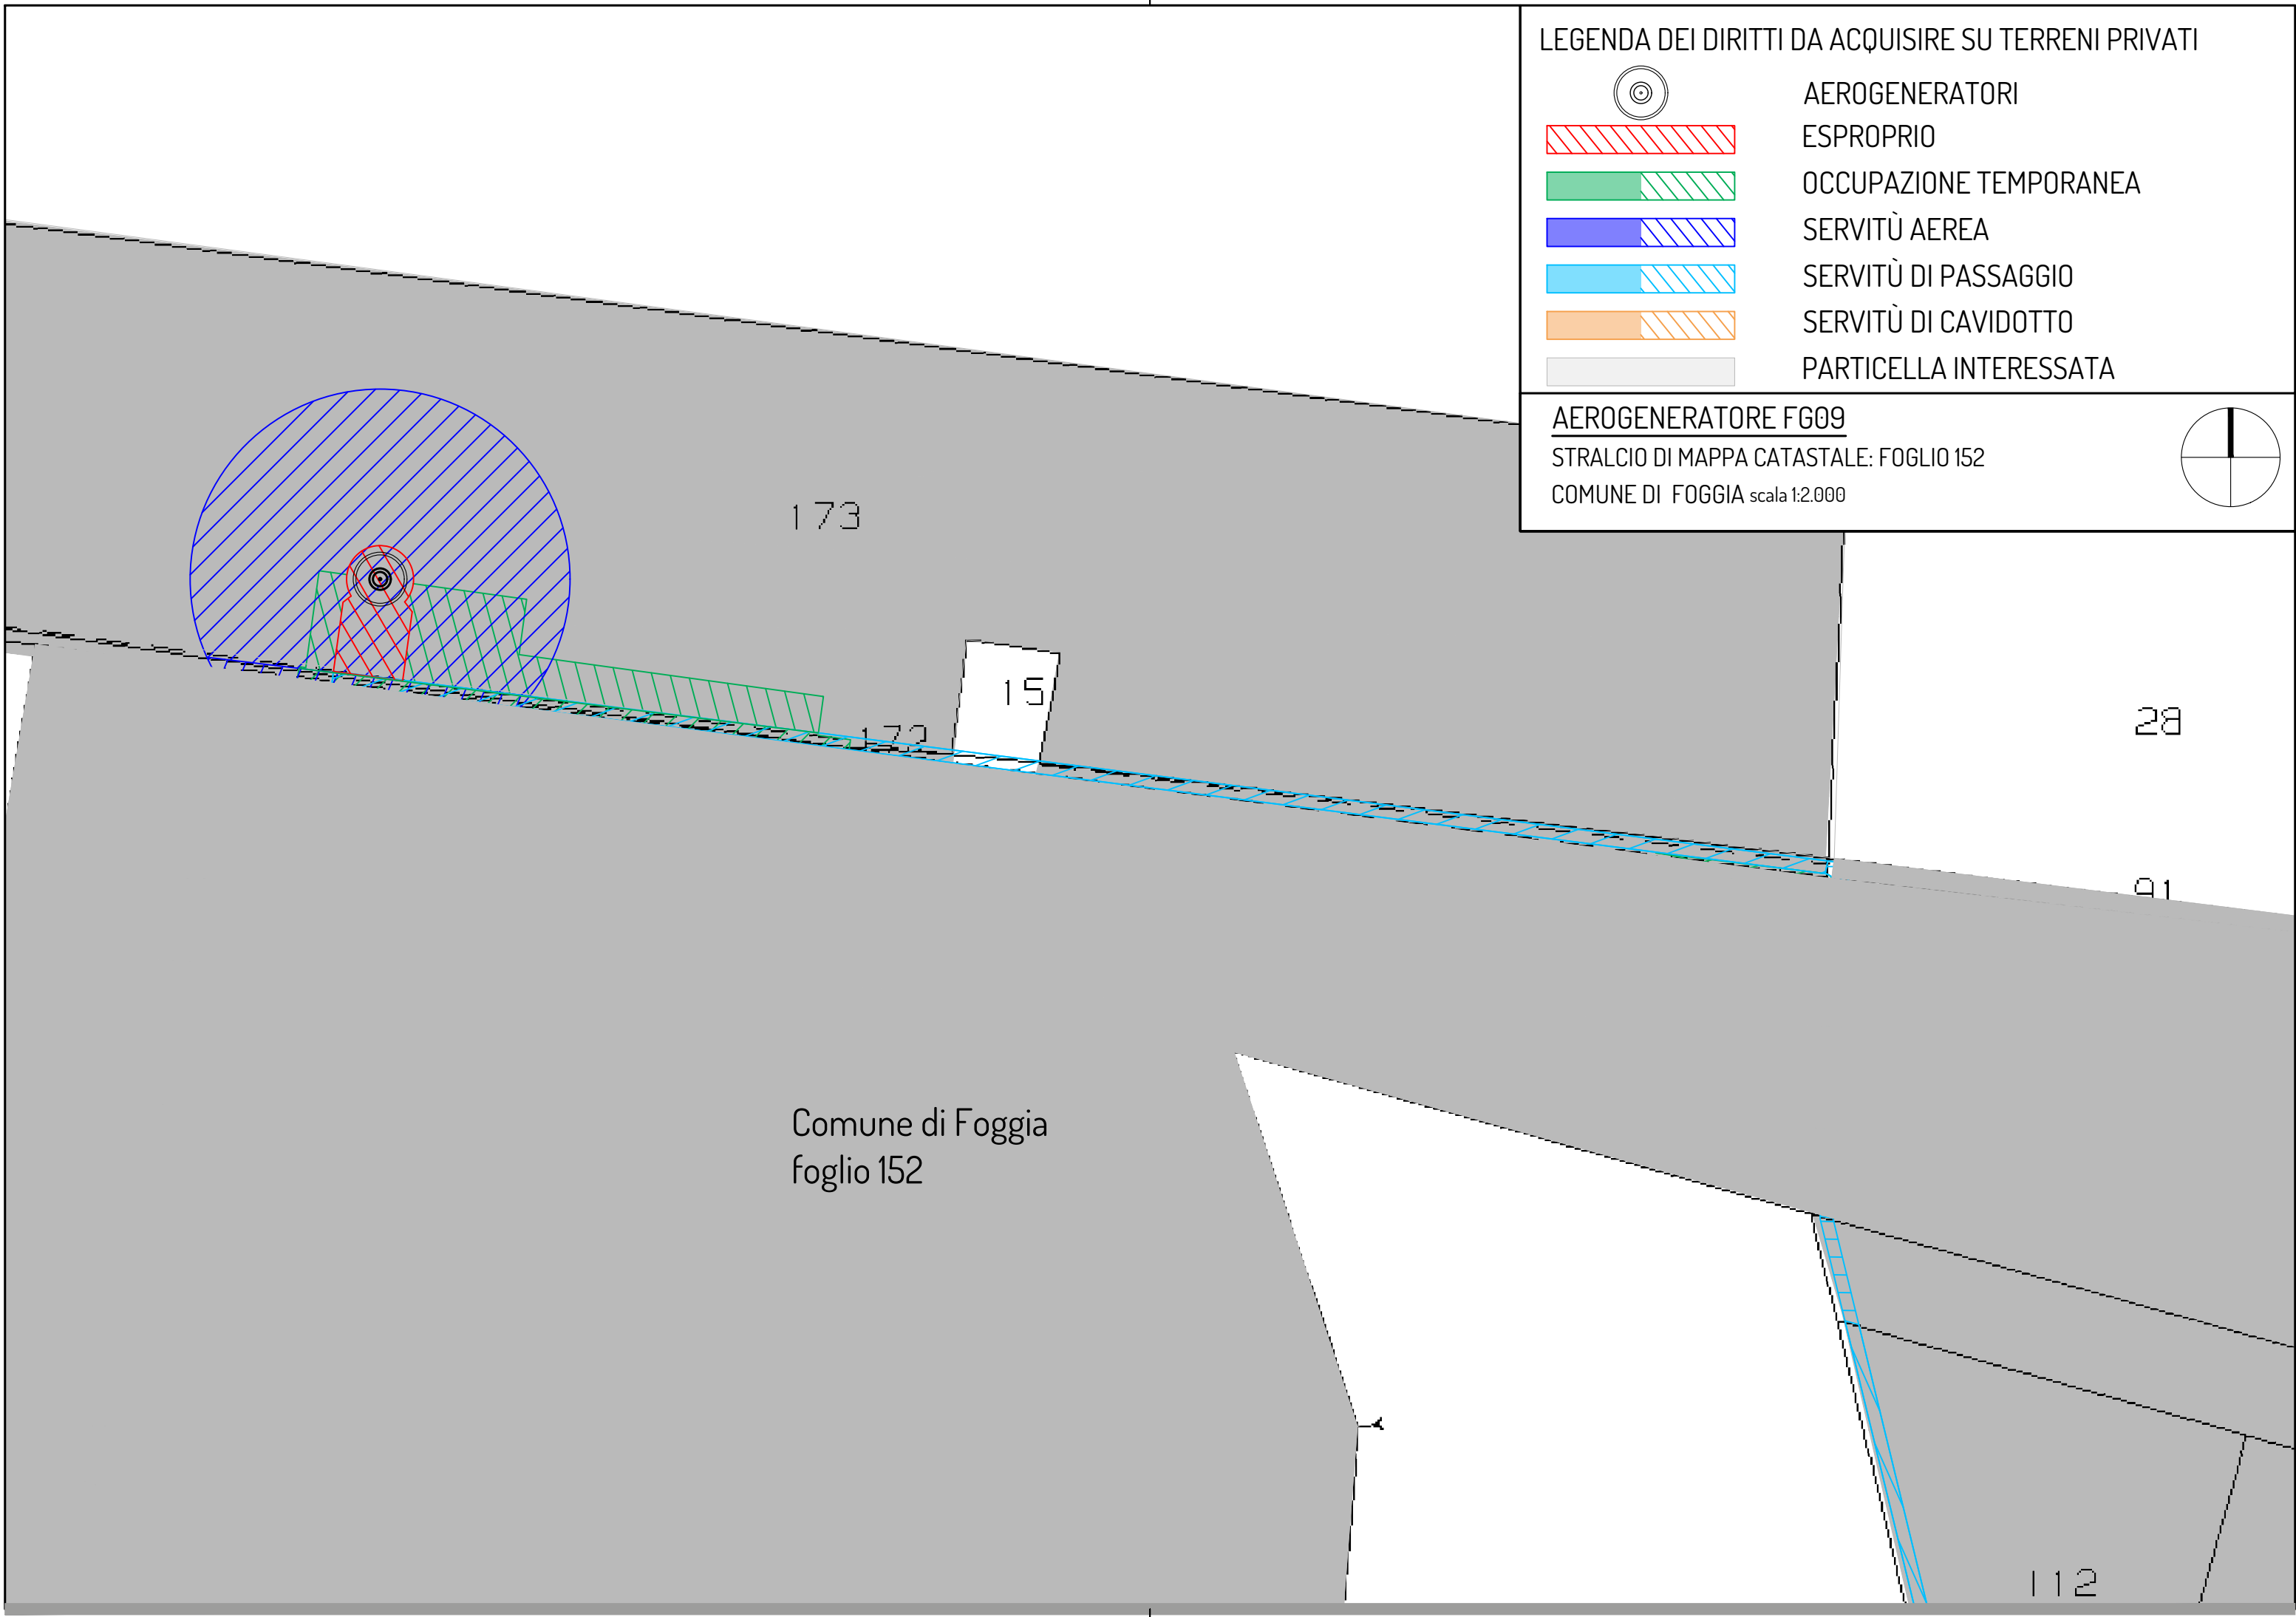 LEGENDA DEI DIRITTI DA ACQUISIRE SU TERRENI PRIVATI
AEROGENERATORI
ESPROPRIO
OCCUPAZIONE TEMPORANEA
SERVITÙ AEREA
SERVITÙ DI PASSAGGIO
SERVITÙ DI CAVIDOTTO
PARTICELLA INTERESSATA
AEROGENERATORE FG09
STRALCIO DI MAPPA CATASTALE: FOGLIO 152
COMUNE DI FOGGIA scala 1:2.000
173
15
28
91
Comune di Foggia
foglio 152
112